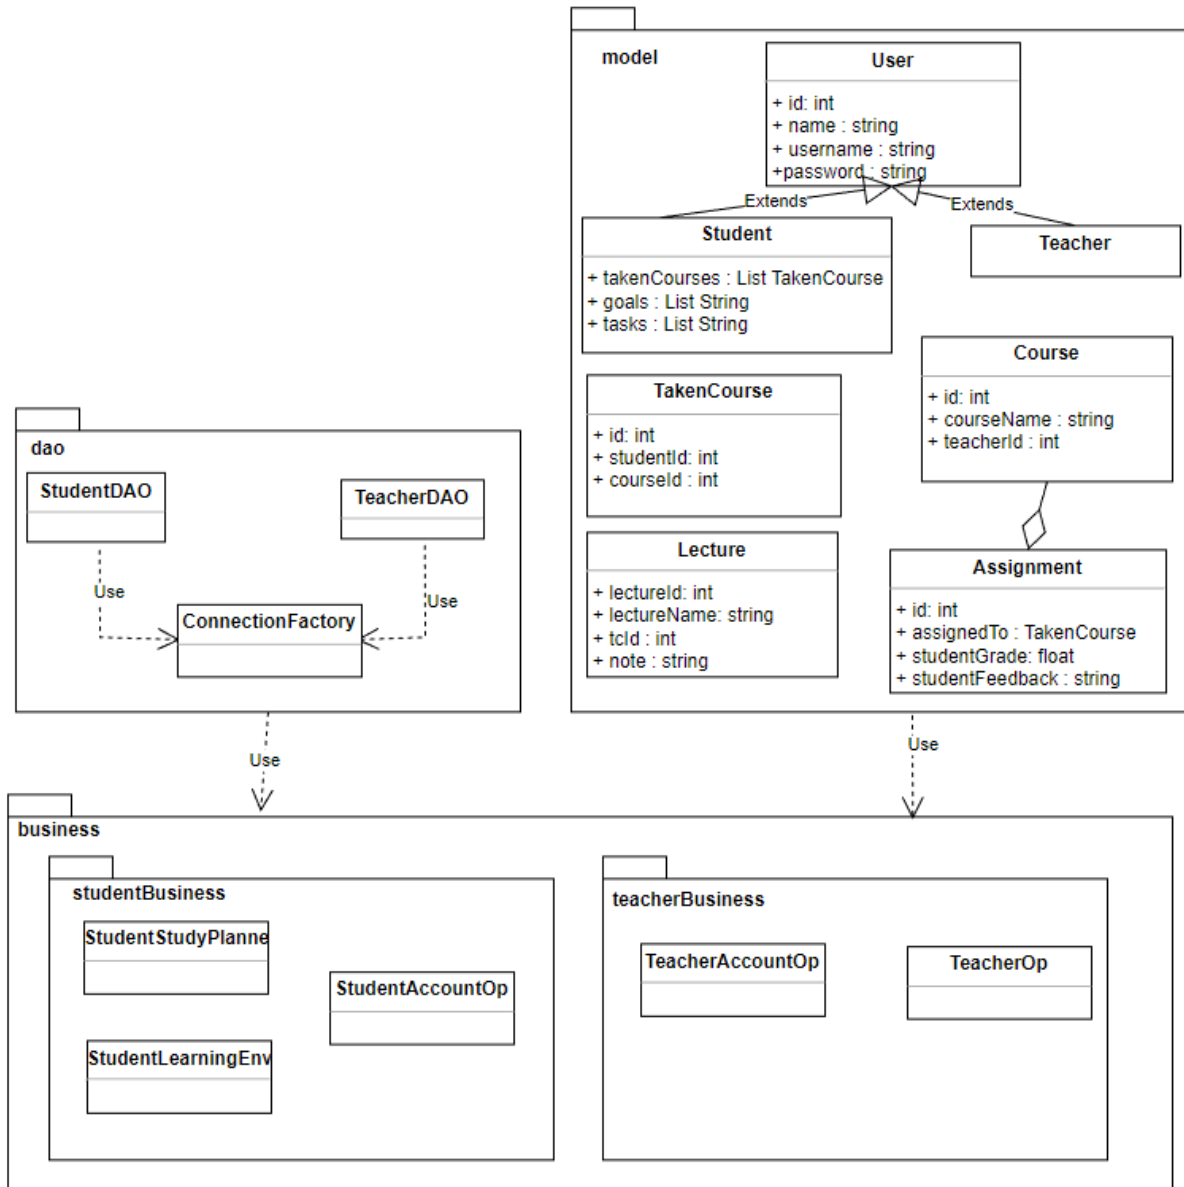 model
User
+ id: int
+ name : string
+ username : string
+password : string
Extends
Extends
Student
+ takenCourses : List TakenCourse
+ goals : List String
+ tasks : List String
Teacher
Course
+ id: int
+ courseName : string
+ teacherId : int
TakenCourse
+ id: int
+ studentId: int
+ courseId : int
Lecture
+ lectureId: int
+ lectureName: string
+ tcId : int
+ note : string
Assignment
+ id: int
+ assignedTo : TakenCourse
+ studentGrade: float
+ studentFeedback : string
dao
StudentDAO
TeacherDAO
Use
Use
ConnectionFactory
Use
Use
business
studentBusiness
StudentStudyPlanne
StudentAccountOp
StudentLearningEnv
teacherBusiness
TeacherAccountOp
TeacherOp